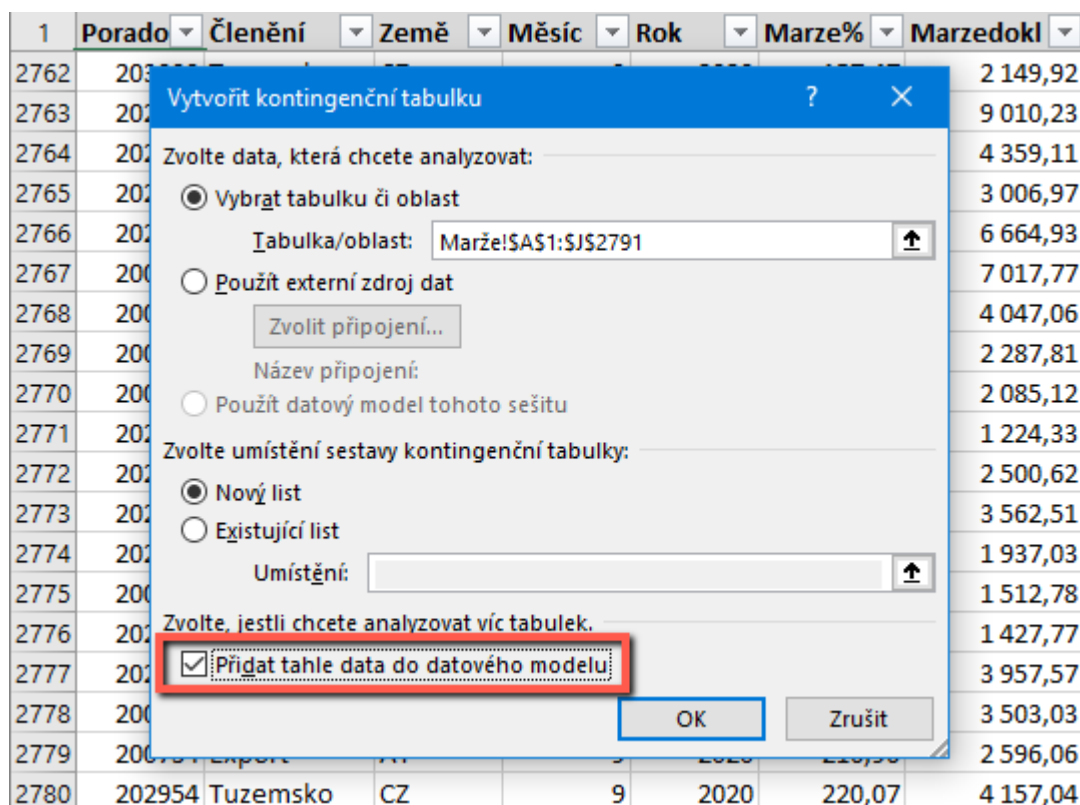 1 Porado Členění Země Měsíc Rok Marze% Marzedokl
2762 2 149,92
2763 9 010,23
2764 4 359,11
2765 3 006,97
2766 6 664,93
2767 7 017,77
2768 4 047,06
2769 2 287,81
2770 2 085,12
2771 1 224,33
2772 2 500,62
2773 3 562,51
2774 1 937,03
2775 1 512,78
2776 1 427,77
2777 3 957,57
2778 3 503,03
2779 2 596,06
2780 202954 Tuzemsko CZ 9 2020 220,07 4 157,04
Vytvořit kontingenční tabulku ?
Zvolte data, která chcete analyzovat:
Vybrat tabulku či oblast
Tabulka/oblast: Marže!$A$1:$J$2791
Použít externí zdroj dat
Zvolit připojení...
Název připojení:
Použít datový model tohoto sešitu
Zvolte umístění sestavy kontingenční tabulky:
Nový list
Existující list
Umístění:
Zvolte, jestli chcete analyzovat víc tabulek.
Přidat tahle data do datového modelu
OK Zrušit